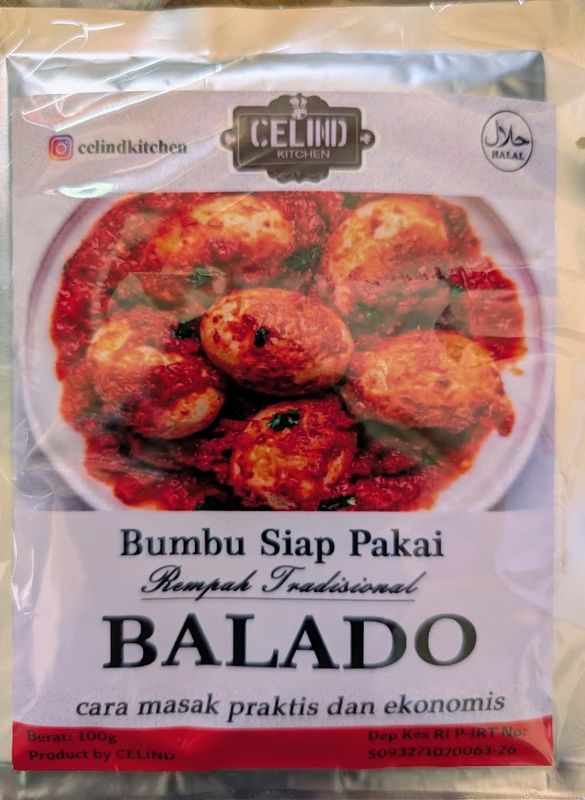 celindkitchen
CELIND
KITCHEN
حلال
HALAL
Bumbu Siap Pakai
Rempah Tradisional
BALADO
cara masak praktis dan ekonomis
Berat: 100g
Product by CELIND
Dep Kes RI P-IRT No:
5093271070063-26